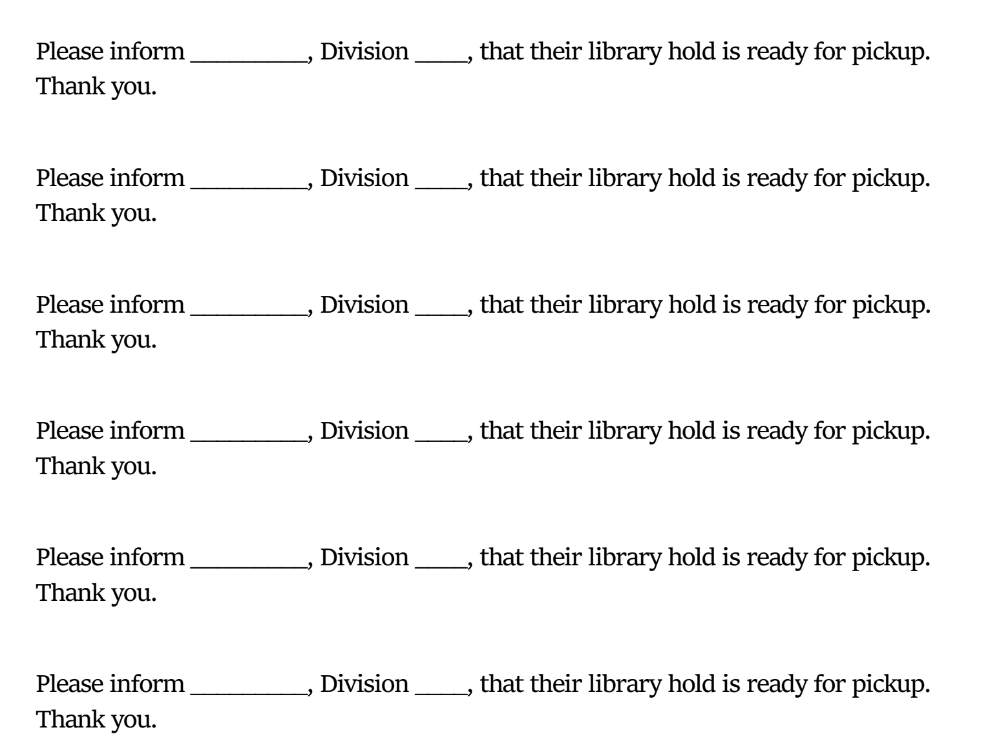 Please inform _________, Division ____, that their library hold is ready for pickup.
Thank you.
Please inform _________, Division ____, that their library hold is ready for pickup.
Thank you.
Please inform _________, Division ____, that their library hold is ready for pickup.
Thank you.
Please inform _________, Division ____, that their library hold is ready for pickup.
Thank you.
Please inform _________, Division ____, that their library hold is ready for pickup.
Thank you.
Please inform _________, Division ____, that their library hold is ready for pickup.
Thank you.